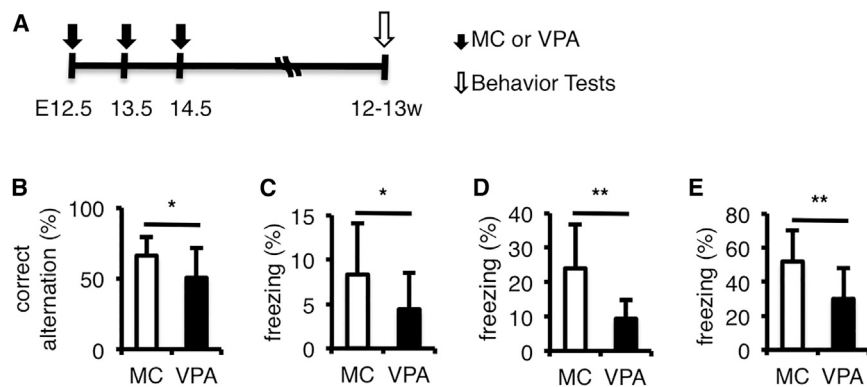 A
MC or VPA
Behavior Tests
E12.5 13.5 14.5 12-13w
B
correct
alternation (%)
100
50
0
*
MC VPA
C
freezing (%)
15
10
5
0
*
MC VPA
D
freezing (%)
40
30
20
10
0
**
MC VPA
E
freezing (%)
80
60
40
20
0
**
MC VPA